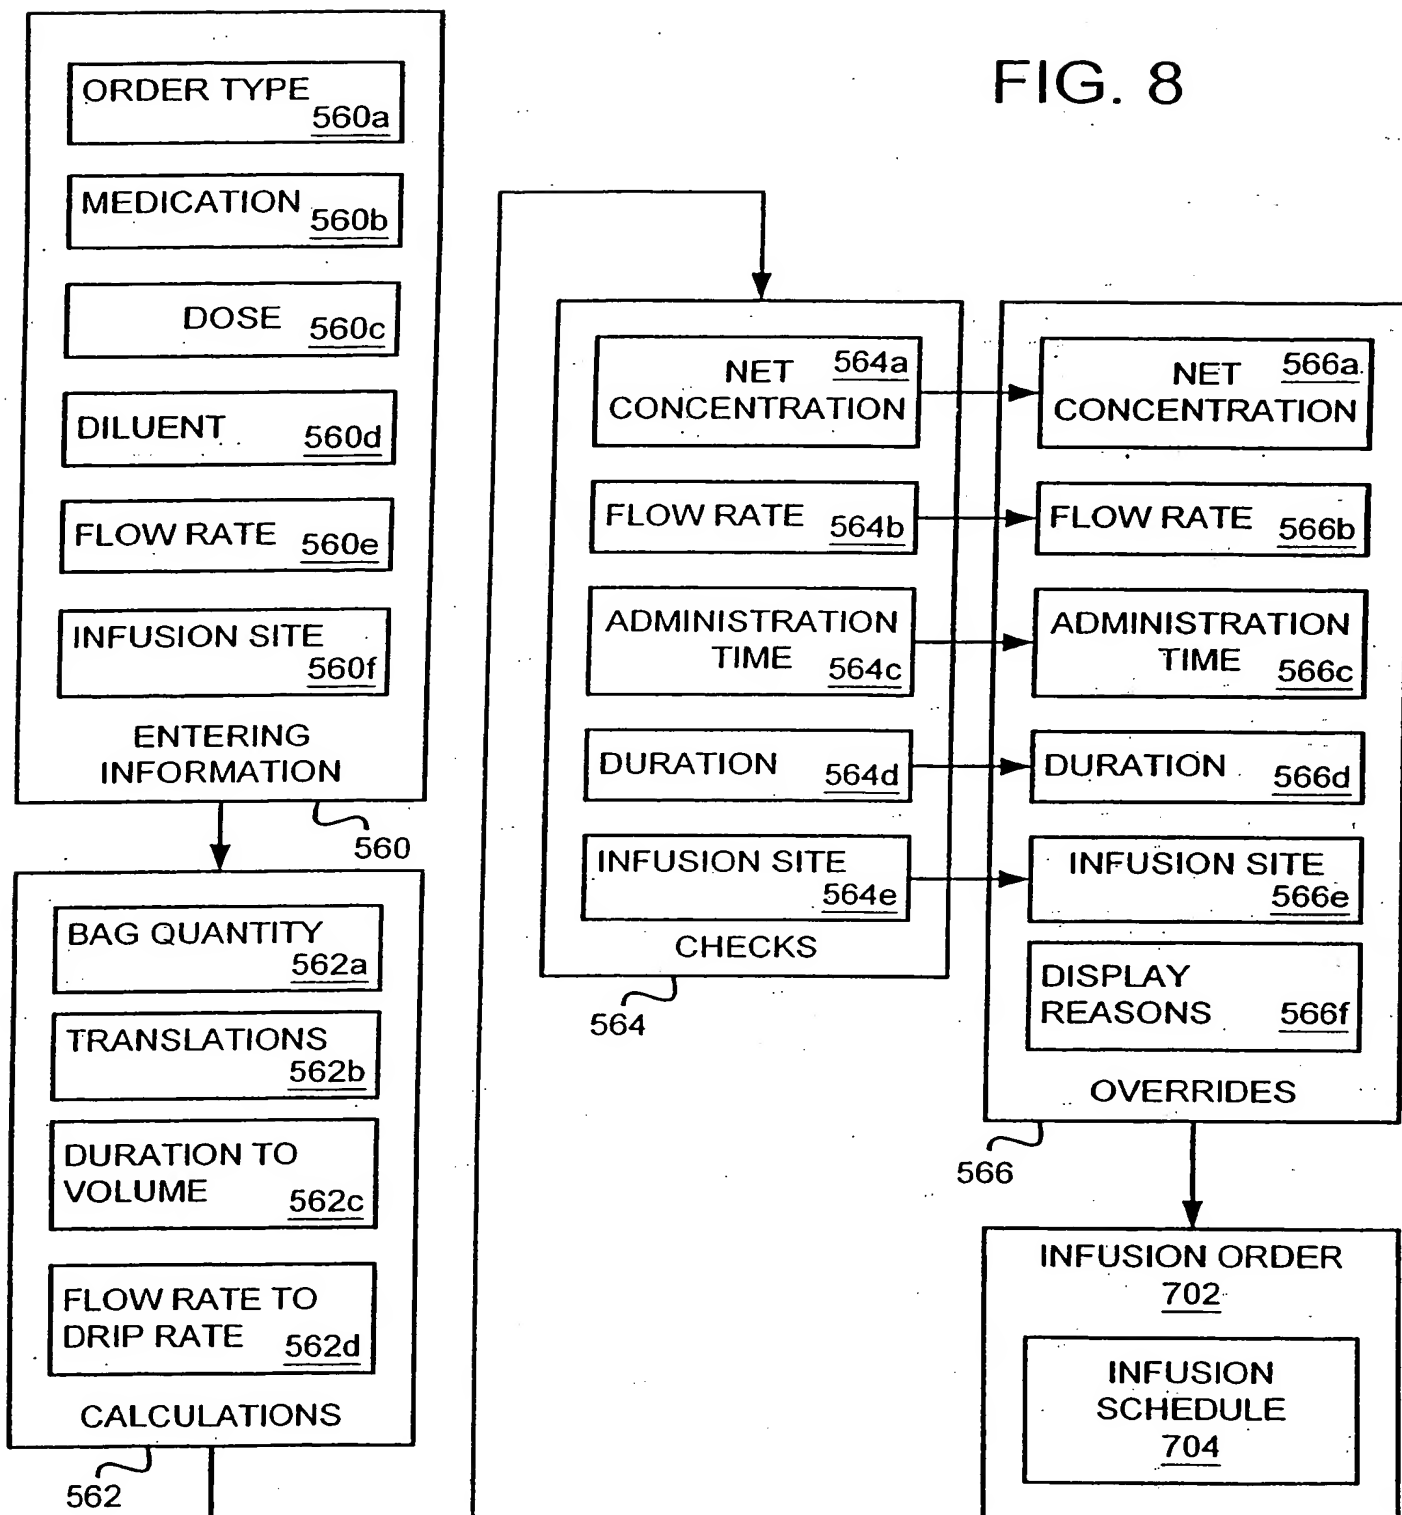 FIG. 8
ORDER TYPE
560a
MEDICATION
560b
DOSE 560c
DILUENT 560d
FLOW RATE 560e
INFUSION SITE
560f
ENTERING
INFORMATION
560
BAG QUANTITY
562a
TRANSLATIONS
562b
DURATION TO
VOLUME 562c
FLOW RATE TO
DRIP RATE 562d
CALCULATIONS
562
NET 564a
CONCENTRATION
FLOW RATE 564b
ADMINISTRATION
TIME 564c
DURATION 564d
INFUSION SITE
564e
CHECKS
564
NET 566a
CONCENTRATION
FLOW RATE 566b
ADMINISTRATION
TIME 566c
DURATION 566d
INFUSION SITE
566e
DISPLAY
REASONS 566f
OVERRIDES
566
INFUSION ORDER
702
INFUSION
SCHEDULE
704